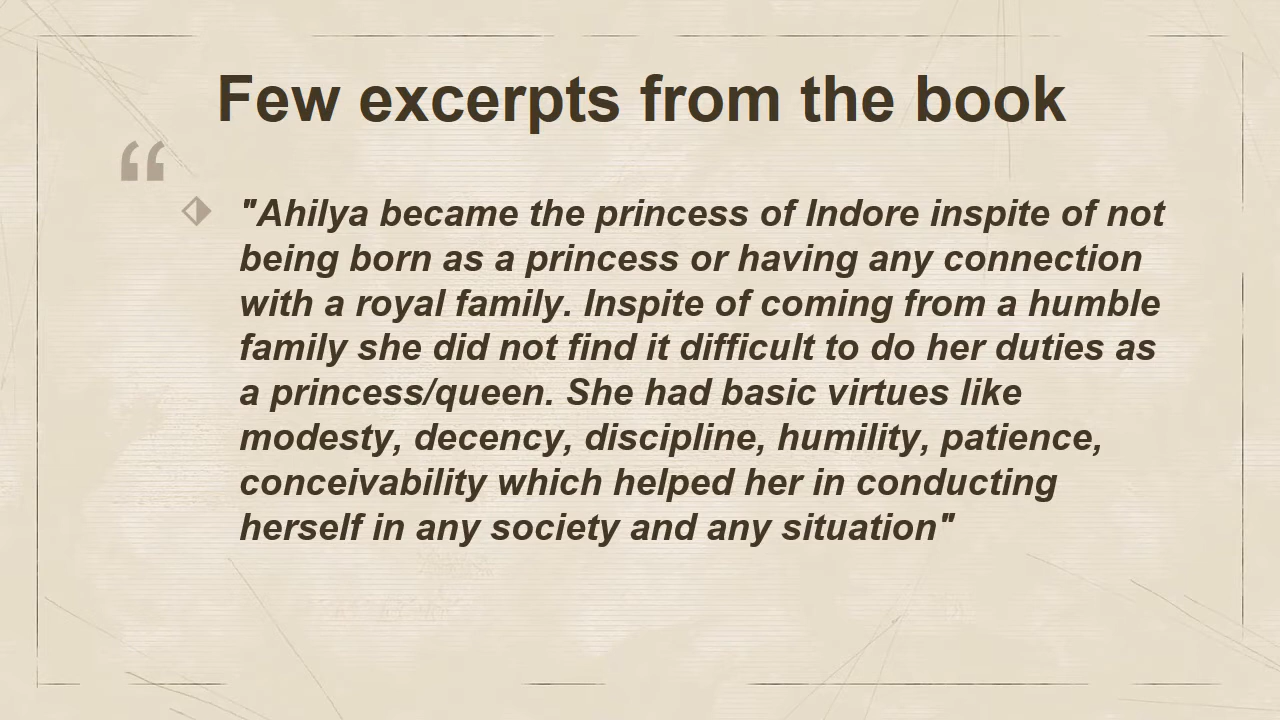 Few excerpts from the book
“
"Ahilya became the princess of Indore inspite of not
being born as a princess or having any connection
with a royal family. Inspite of coming from a humble
family she did not find it difficult to do her duties as
a princess/queen. She had basic virtues like
modesty, decency, discipline, humility, patience,
conceivability which helped her in conducting
herself in any society and any situation"